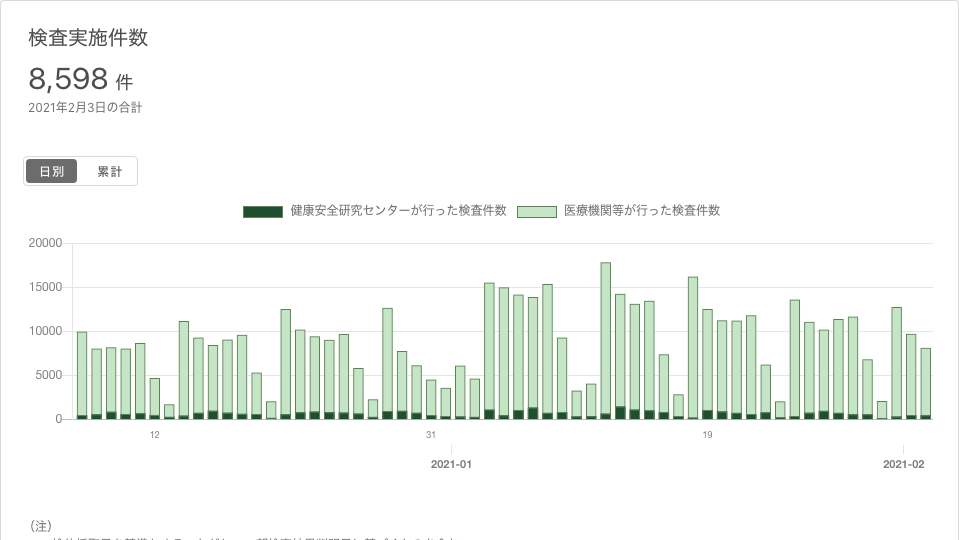 検査実施件数
8,598 件
2021年2月3日の合計
日別 累計
健康安全研究センターが行った検査件数 医療機関等が行った検査件数
20000
15000
10000
5000
0
12 31 19
2021-01 2021-02
（注）